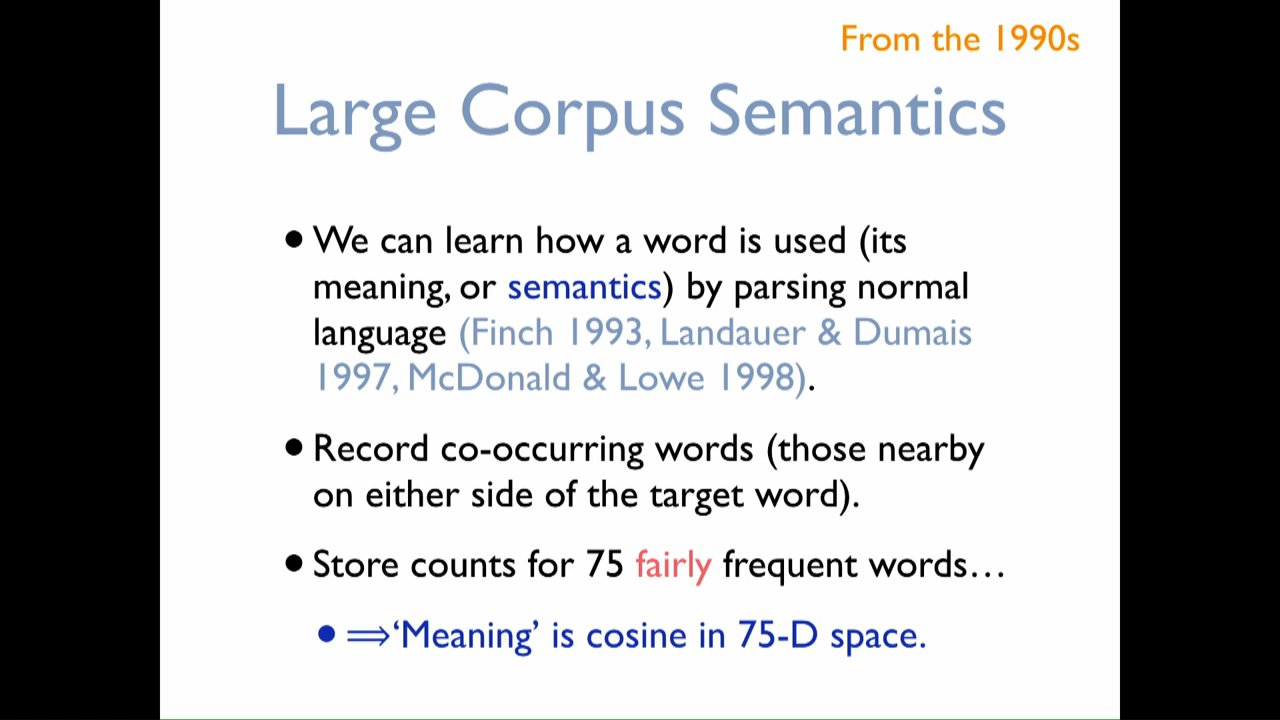 From the 1990s
Large Corpus Semantics
• We can learn how a word is used (its
meaning, or semantics) by parsing normal
language (Finch 1993, Landauer & Dumais
1997, McDonald & Lowe 1998).
• Record co-occurring words (those nearby
on either side of the target word).
• Store counts for 75 fairly frequent words…
• ⟹‘Meaning’ is cosine in 75-D space.